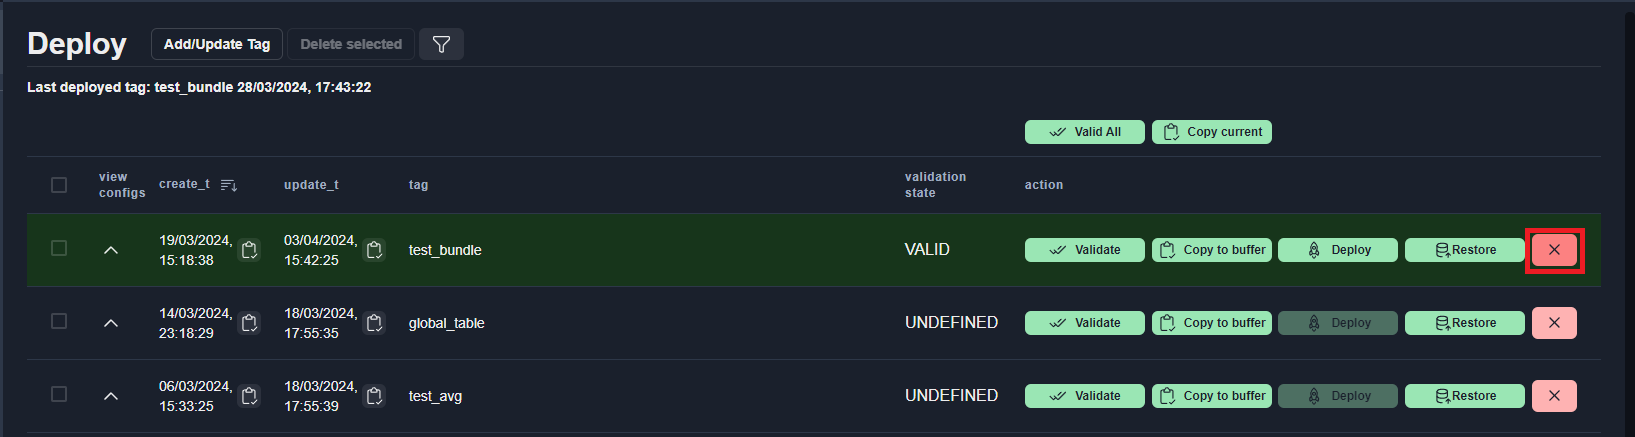 Deploy Add/Update Tag Delete selected
Last deployed tag: test_bundle 28/03/2024, 17:43:22
Valid All Copy current
view configs create_t update_t tag validation state action
19/03/2024, 15:18:38 03/04/2024, 15:42:25 test_bundle VALID Validate Copy to buffer Deploy Restore
14/03/2024, 23:18:29 18/03/2024, 17:55:35 global_table UNDEFINED Validate Copy to buffer Deploy Restore
06/03/2024, 15:33:25 18/03/2024, 17:55:39 test_avg UNDEFINED Validate Copy to buffer Deploy Restore